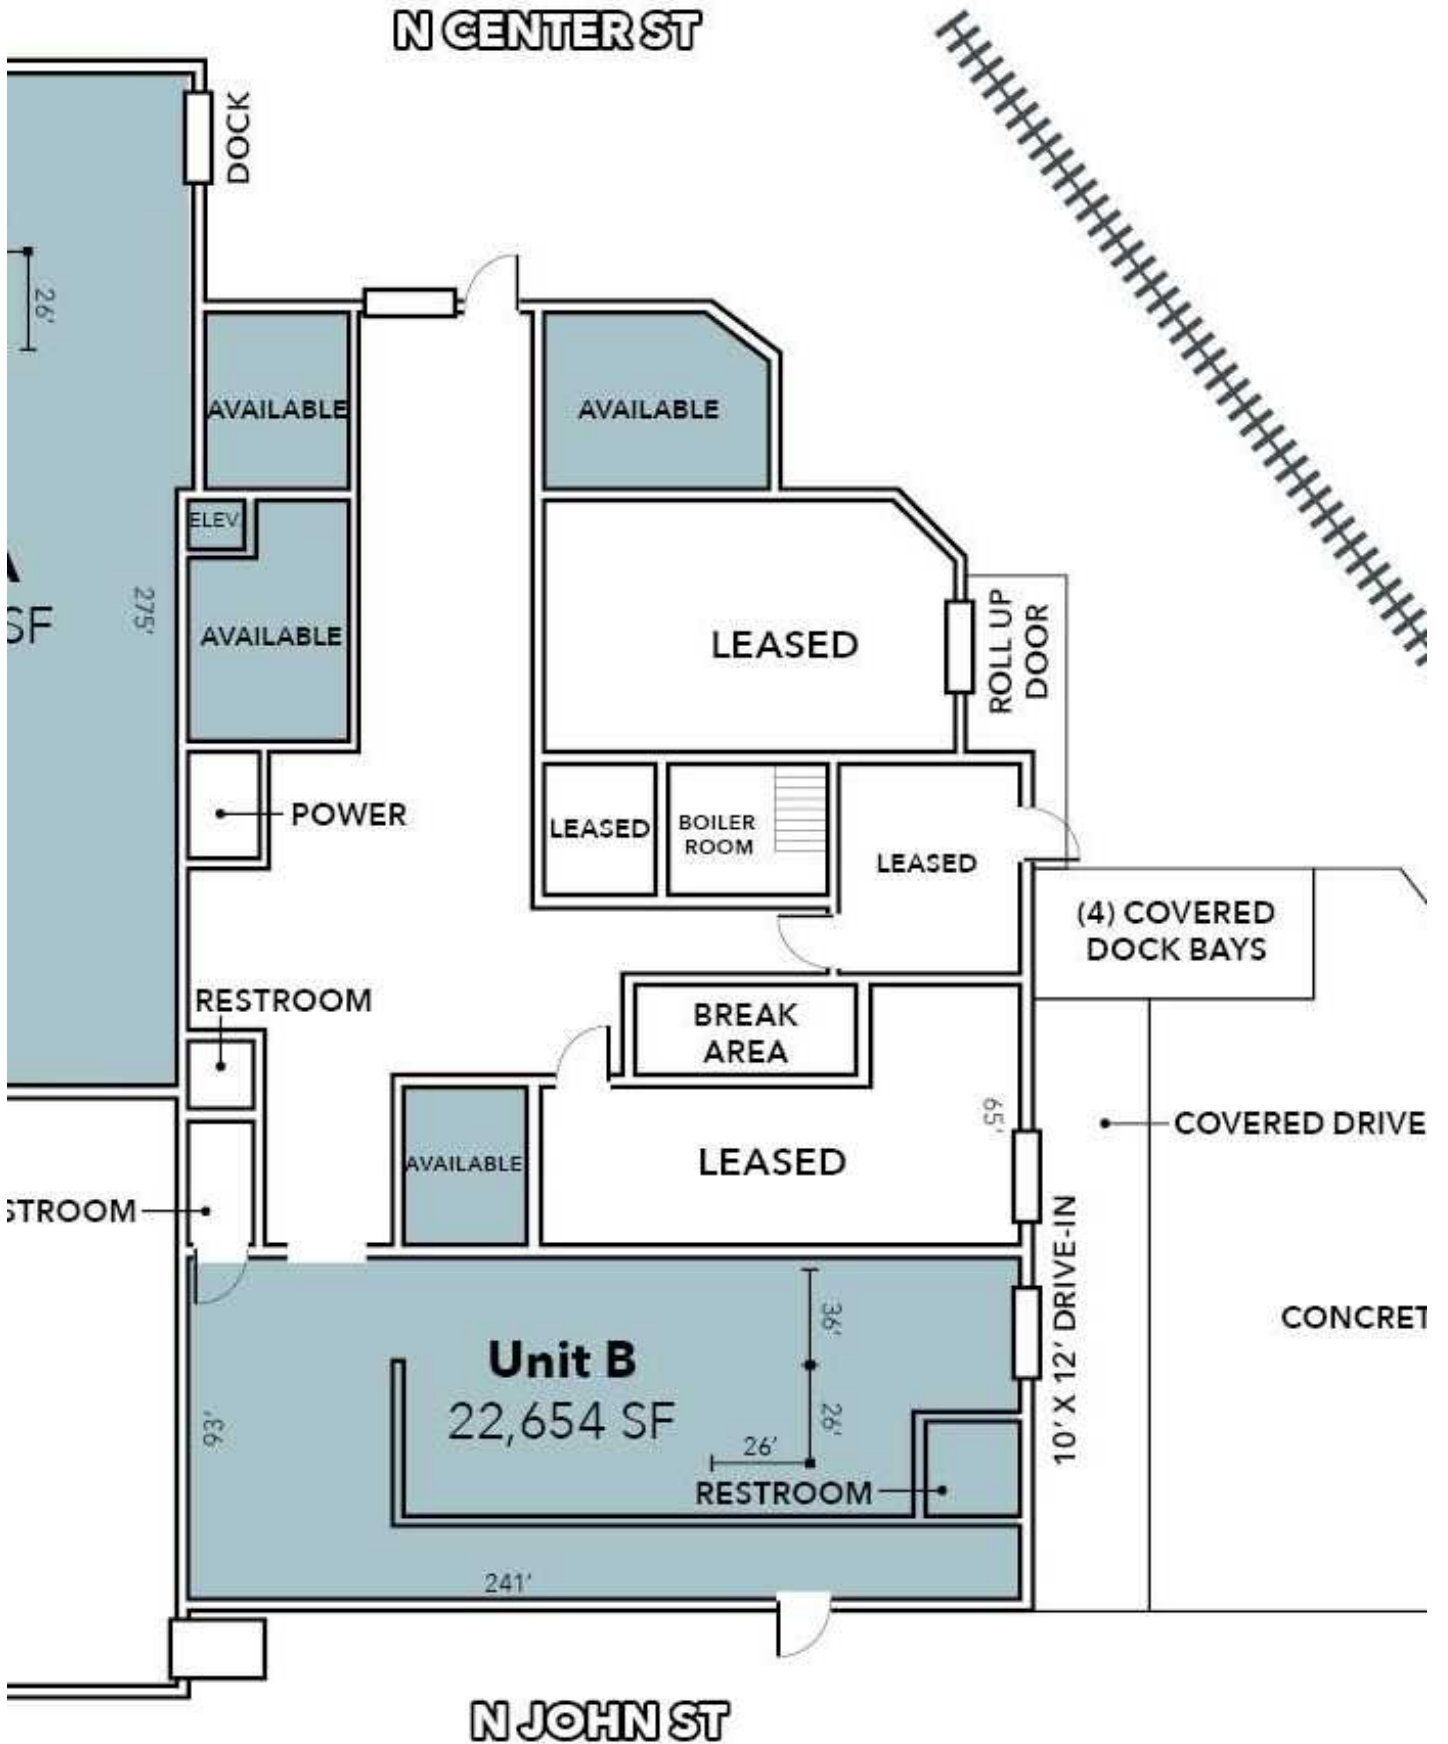 N CENTER ST
DOCK
26'
AVAILABLE
AVAILABLE
ELEV.
A
SF
275'
AVAILABLE
LEASED
ROLL UP
DOOR
POWER
LEASED
BOILER
ROOM
LEASED
(4) COVERED
DOCK BAYS
RESTROOM
BREAK
AREA
65'
COVERED DRIVE
AVAILABLE
LEASED
STROOM
10' X 12' DRIVE-IN
36'
CONCRET
Unit B
22,654 SF
93'
26'
26'
RESTROOM
241'
N JOHN ST